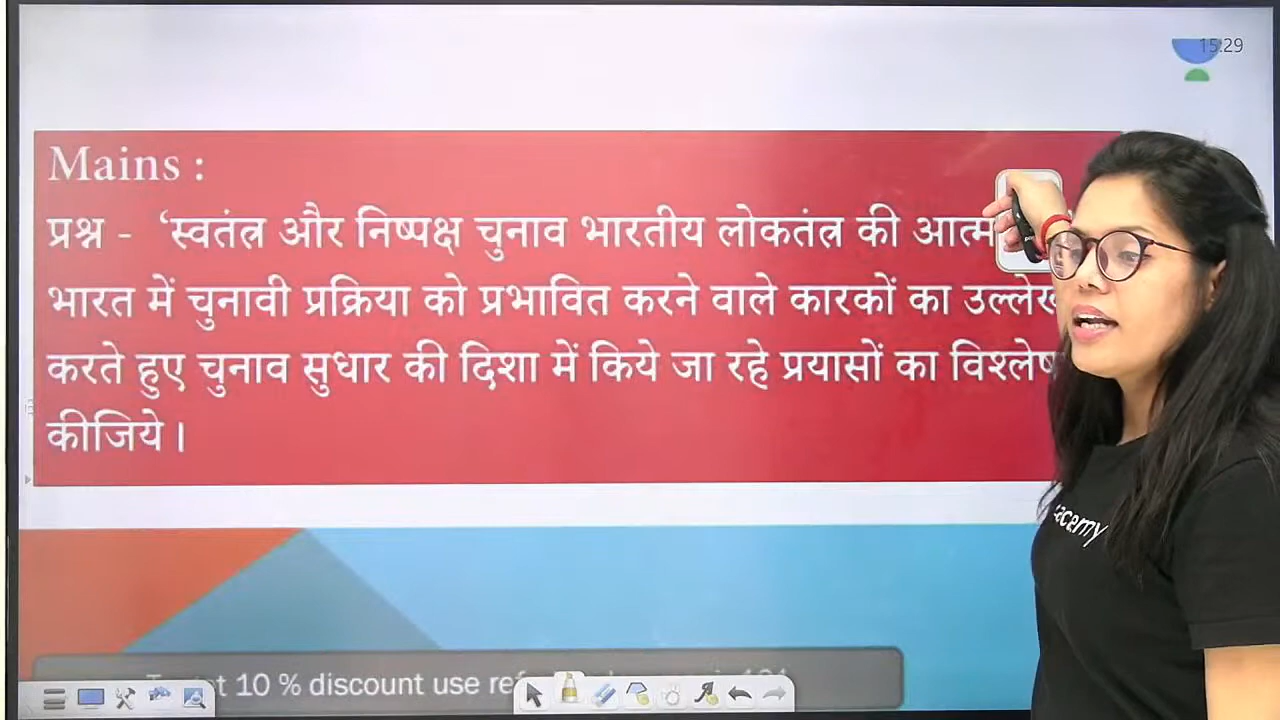 15:29
Mains :
प्रश्न - ‘स्वतंत्र और निष्पक्ष चुनाव भारतीय लोकतंत्र की
भारत में चुनावी प्रक्रिया को प्रभावित करने वाले कारकों का उल्लेख
करते हुए चुनाव सुधार की दिशा में किये जा रहे प्रयासों का
कीजिये।
10 % discount use